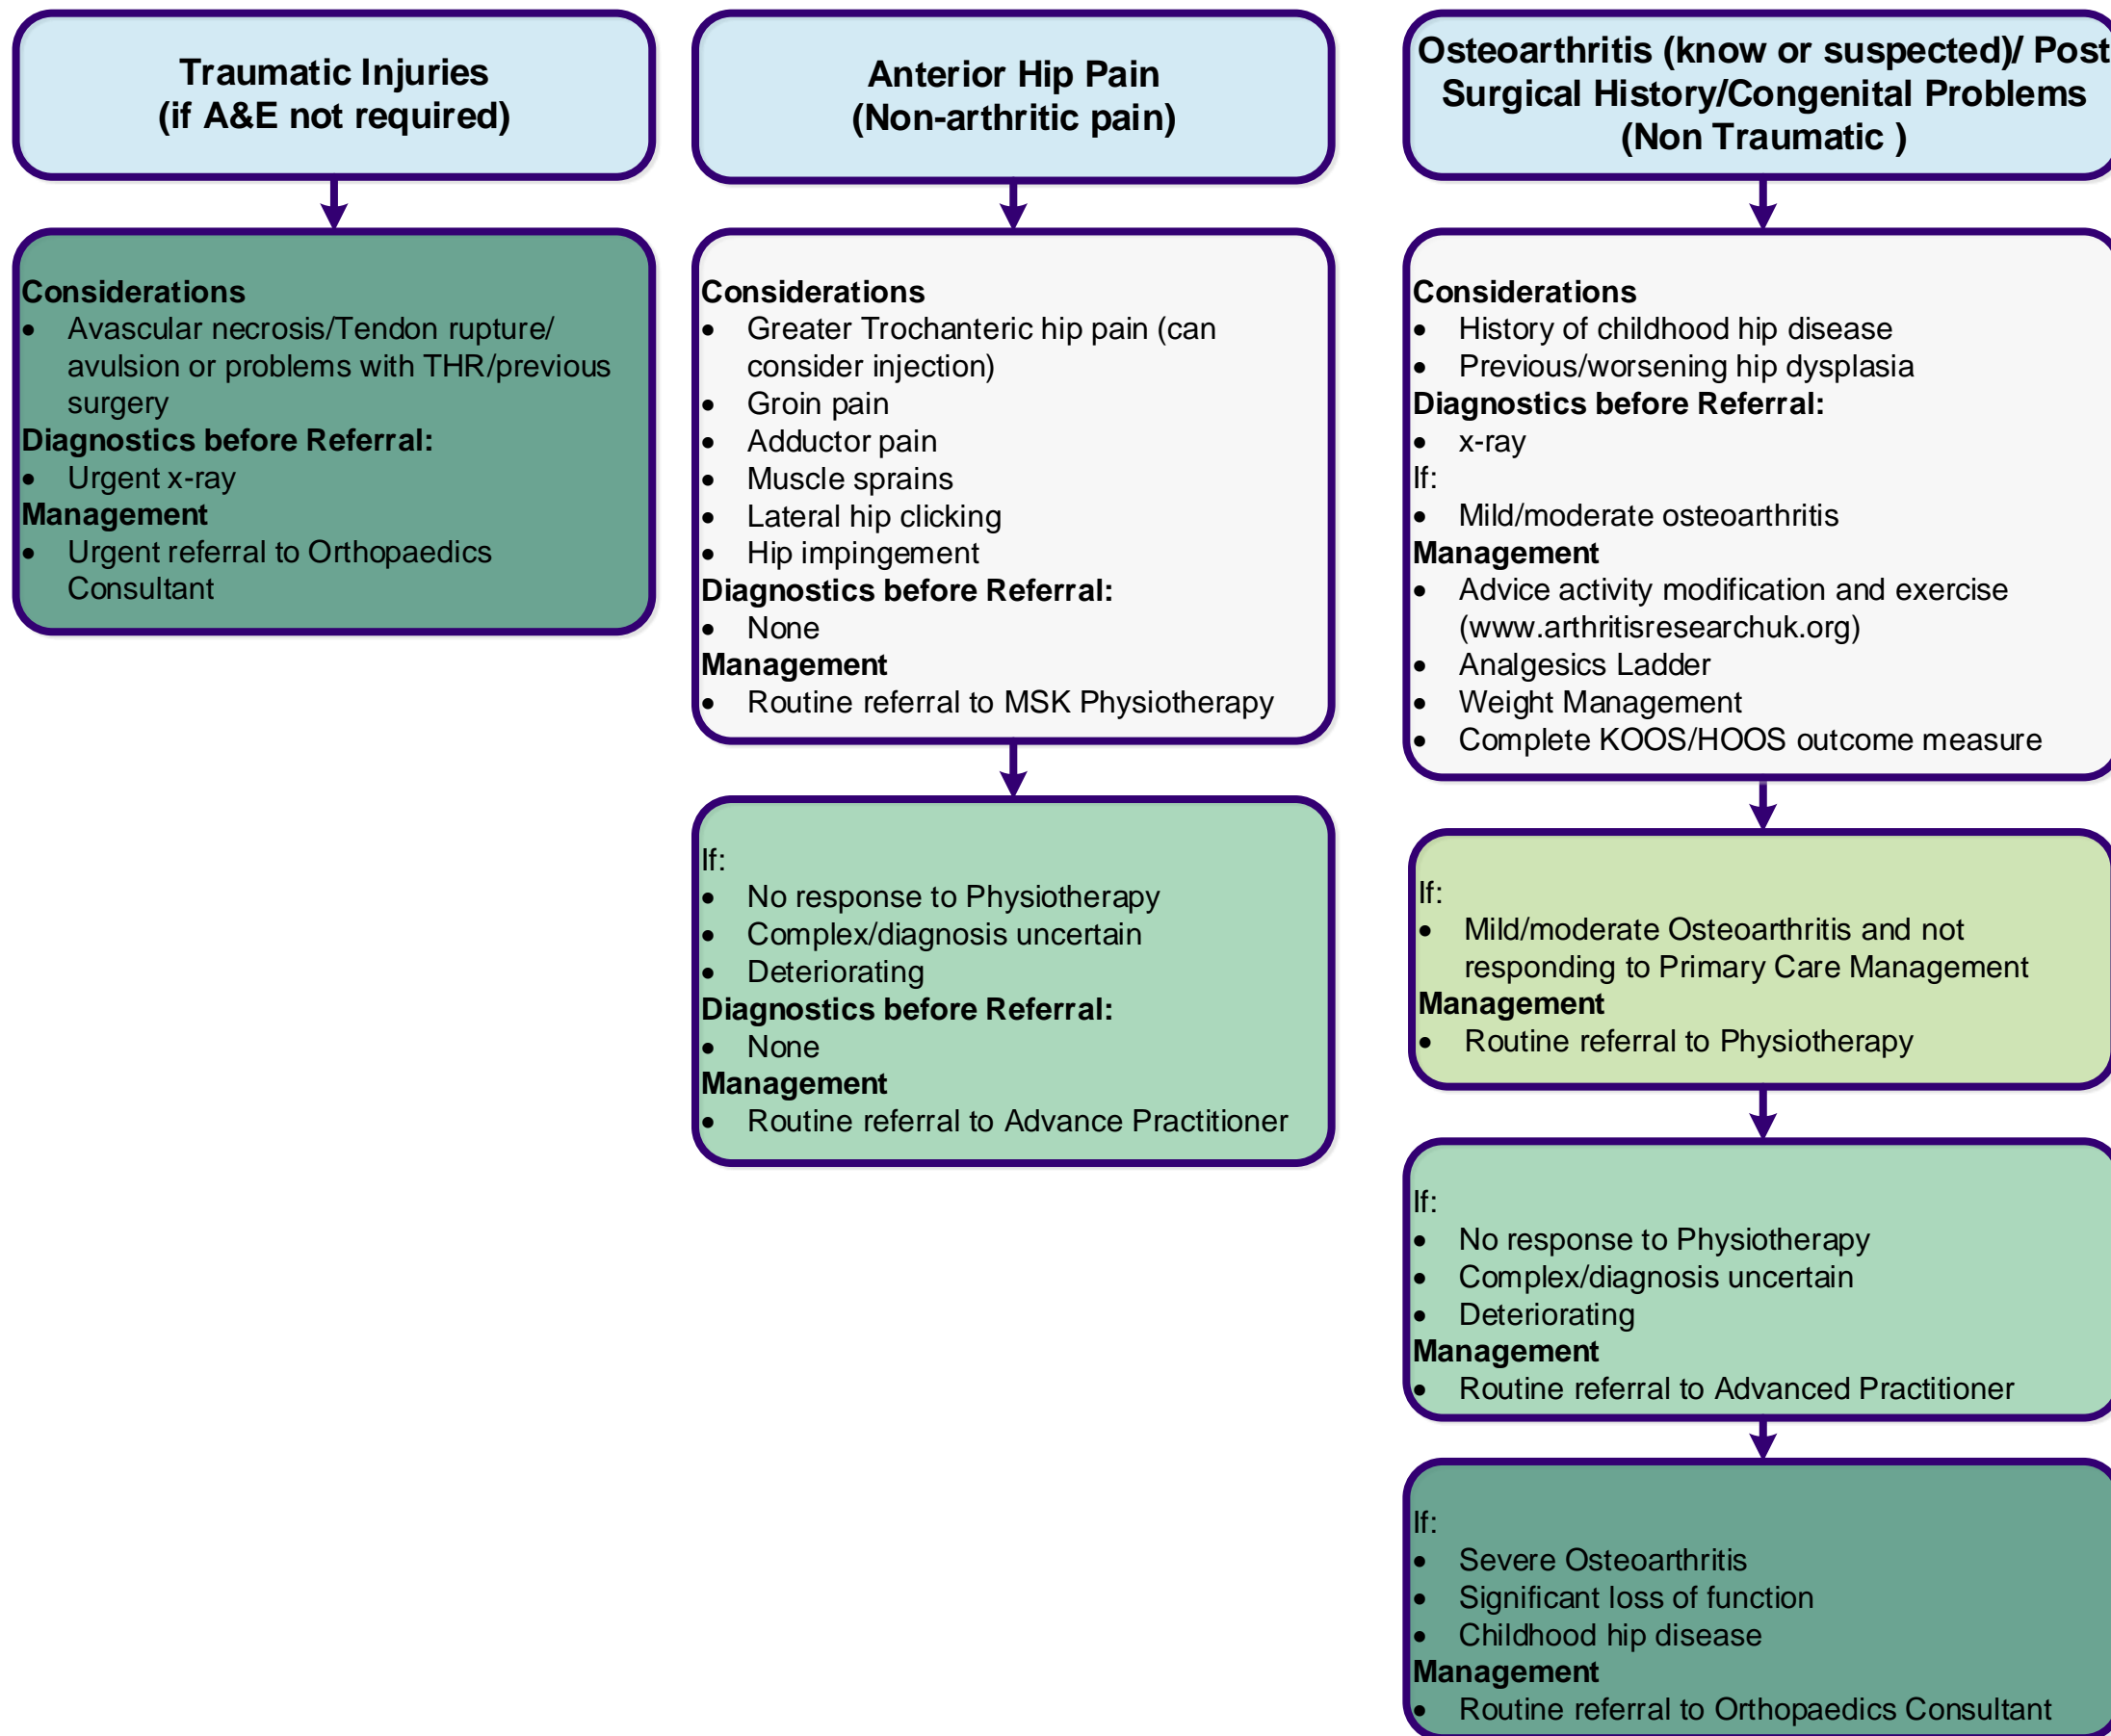 Traumatic Injuries
(if A&E not required)
Considerations
• Avascular necrosis/Tendon rupture/
avulsion or problems with THR/previous
surgery
Diagnostics before Referral:
• Urgent x-ray
Management
• Urgent referral to Orthopaedics
Consultant
Anterior Hip Pain
(Non-arthritic pain)
Considerations
• Greater Trochanteric hip pain (can
consider injection)
• Groin pain
• Adductor pain
• Muscle sprains
• Lateral hip clicking
• Hip impingement
Diagnostics before Referral:
• None
Management
• Routine referral to MSK Physiotherapy
If:
• No response to Physiotherapy
• Complex/diagnosis uncertain
• Deteriorating
Diagnostics before Referral:
• None
Management
• Routine referral to Advance Practitioner
Osteoarthritis (know or suspected)/ Post
Surgical History/Congenital Problems
(Non Traumatic )
Considerations
• History of childhood hip disease
• Previous/worsening hip dysplasia
Diagnostics before Referral:
• x-ray
If:
• Mild/moderate osteoarthritis
Management
• Advice activity modification and exercise
(www.arthritisresearchuk.org)
• Analgesics Ladder
• Weight Management
• Complete KOOS/HOOS outcome measure
If:
• Mild/moderate Osteoarthritis and not
responding to Primary Care Management
Management
• Routine referral to Physiotherapy
If:
• No response to Physiotherapy
• Complex/diagnosis uncertain
• Deteriorating
Management
• Routine referral to Advanced Practitioner
If:
• Severe Osteoarthritis
• Significant loss of function
• Childhood hip disease
Management
• Routine referral to Orthopaedics Consultant